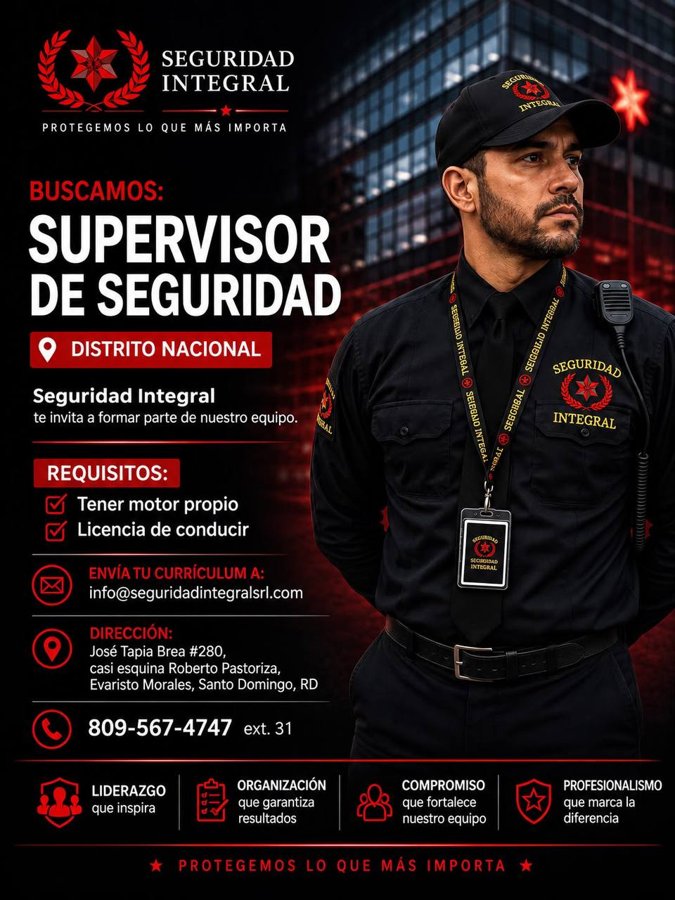 SEGURIDAD
INTEGRAL
PROTEGEMOS LO QUE MÁS IMPORTA
BUSCAMOS:
SUPERVISOR
DE SEGURIDAD
DISTRITO NACIONAL
Seguridad Integral
te invita a formar parte de nuestro equipo.
REQUISITOS:
Tener motor propio
Licencia de conducir
ENVÍA TU CURRÍCULUM A:
info@seguridadintegralsrl.com
DIRECCIÓN:
José Tapia Brea #280,
casi esquina Roberto Pastoriza,
Evaristo Morales, Santo Domingo, RD
809-567-4747 ext. 31
SEGURIDAD
INTEGRAL
SEGURIDAD
INTEGRAL
SEGURIDAD
INTEGRAL
LIDERAZGO
que inspira
ORGANIZACIÓN
que garantiza
resultados
COMPROMISO
que fortalece
nuestro equipo
PROFESIONALISMO
que marca la
diferencia
PROTEGEMOS LO QUE MÁS IMPORTA